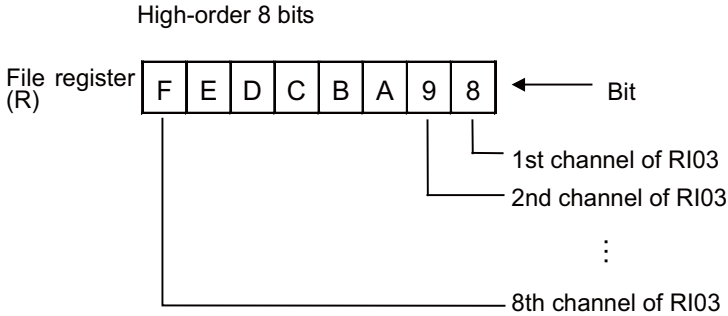 High-order 8 bits
File register
(R)
F E D C B A 9 8
Bit
1st channel of RI03
2nd channel of RI03
⋮
8th channel of RI03